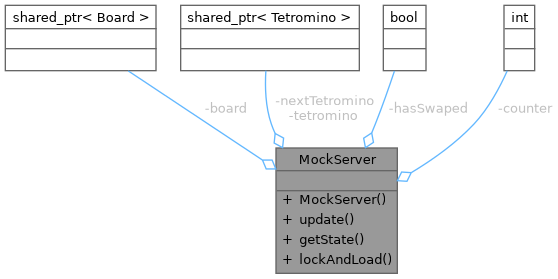 shared_ptr< Board >
shared_ptr< Tetromino >
bool
int
-board
-nextTetromino
-tetromino
-hasSwaped
-counter
MockServer
+ MockServer()
+ update()
+ getState()
+ lockAndLoad()